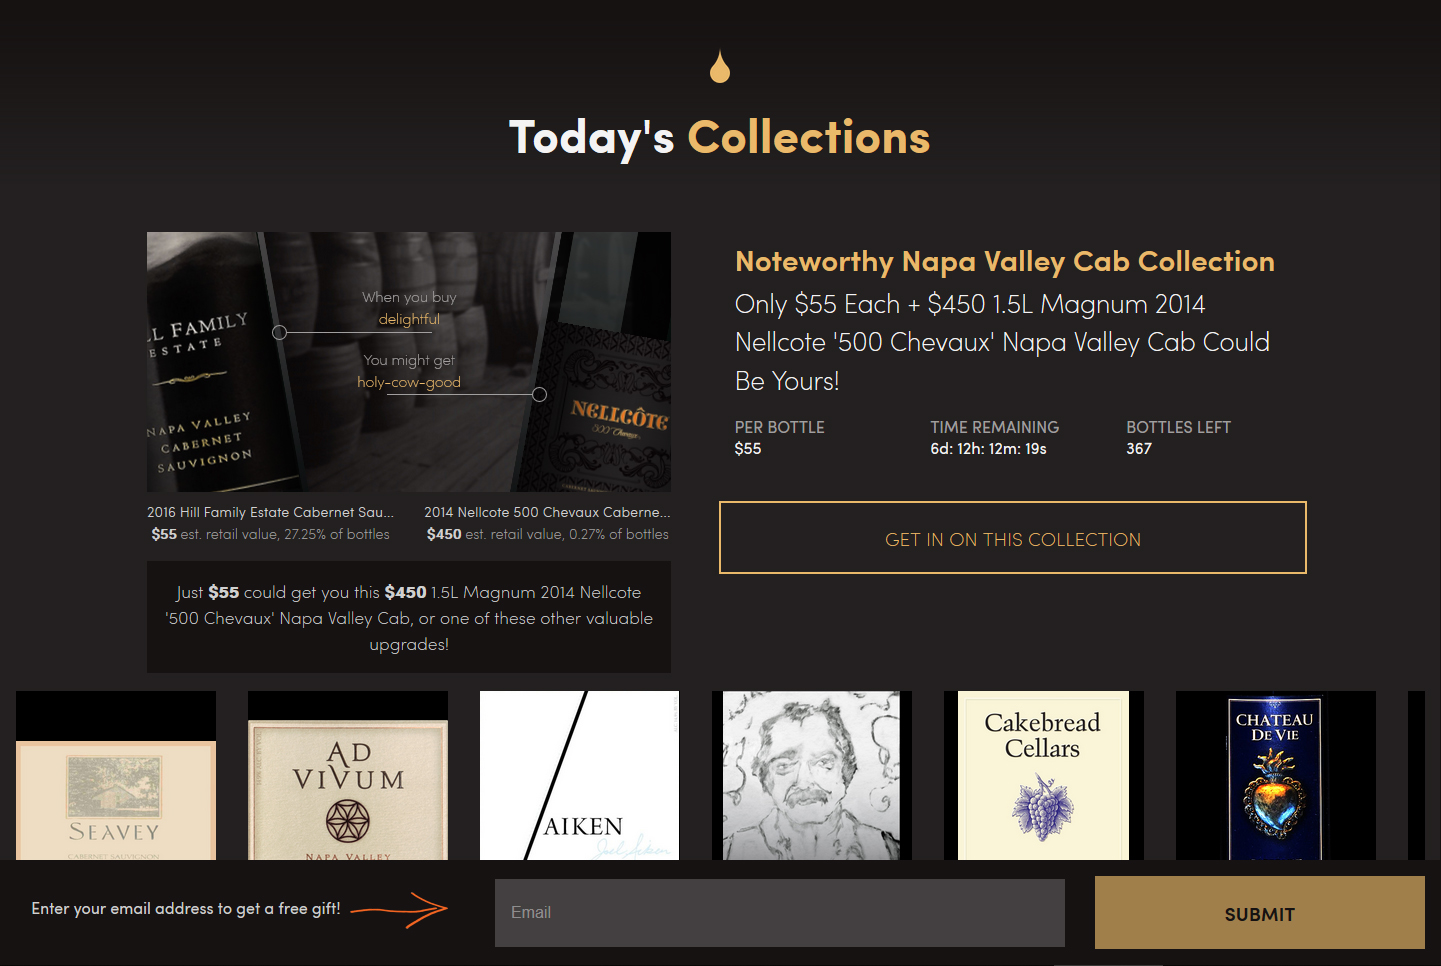 Today's Collections
LL FAMILY
ESTATE
NAPA VALLEY
CABERNET
SAUVIGNON
When you buy
delightful
You might get
holy-cow-good
NELLCÔTE
500 Chevaux
2016 Hill Family Estate Cabernet Sau...
$55 est. retail value, 27.25% of bottles
2014 Nellcote 500 Chevaux Caberne...
$450 est. retail value, 0.27% of bottles
Just $55 could get you this $450 1.5L Magnum 2014 Nellcote
'500 Chevaux' Napa Valley Cab, or one of these other valuable
upgrades!
Noteworthy Napa Valley Cab Collection
Only $55 Each + $450 1.5L Magnum 2014
Nellcote '500 Chevaux' Napa Valley Cab Could
Be Yours!
PER BOTTLE
$55
TIME REMAINING
6d: 12h: 12m: 19s
BOTTLES LEFT
367
GET IN ON THIS COLLECTION
SEAVEY
CABERNET SAUVIGNON
AD
VIVUM
NAPA VALLEY
AIKEN
Joel Aiken
Cakebread
Cellars
CHATEAU
DE VIE
Enter your email address to get a free gift!
Email
SUBMIT